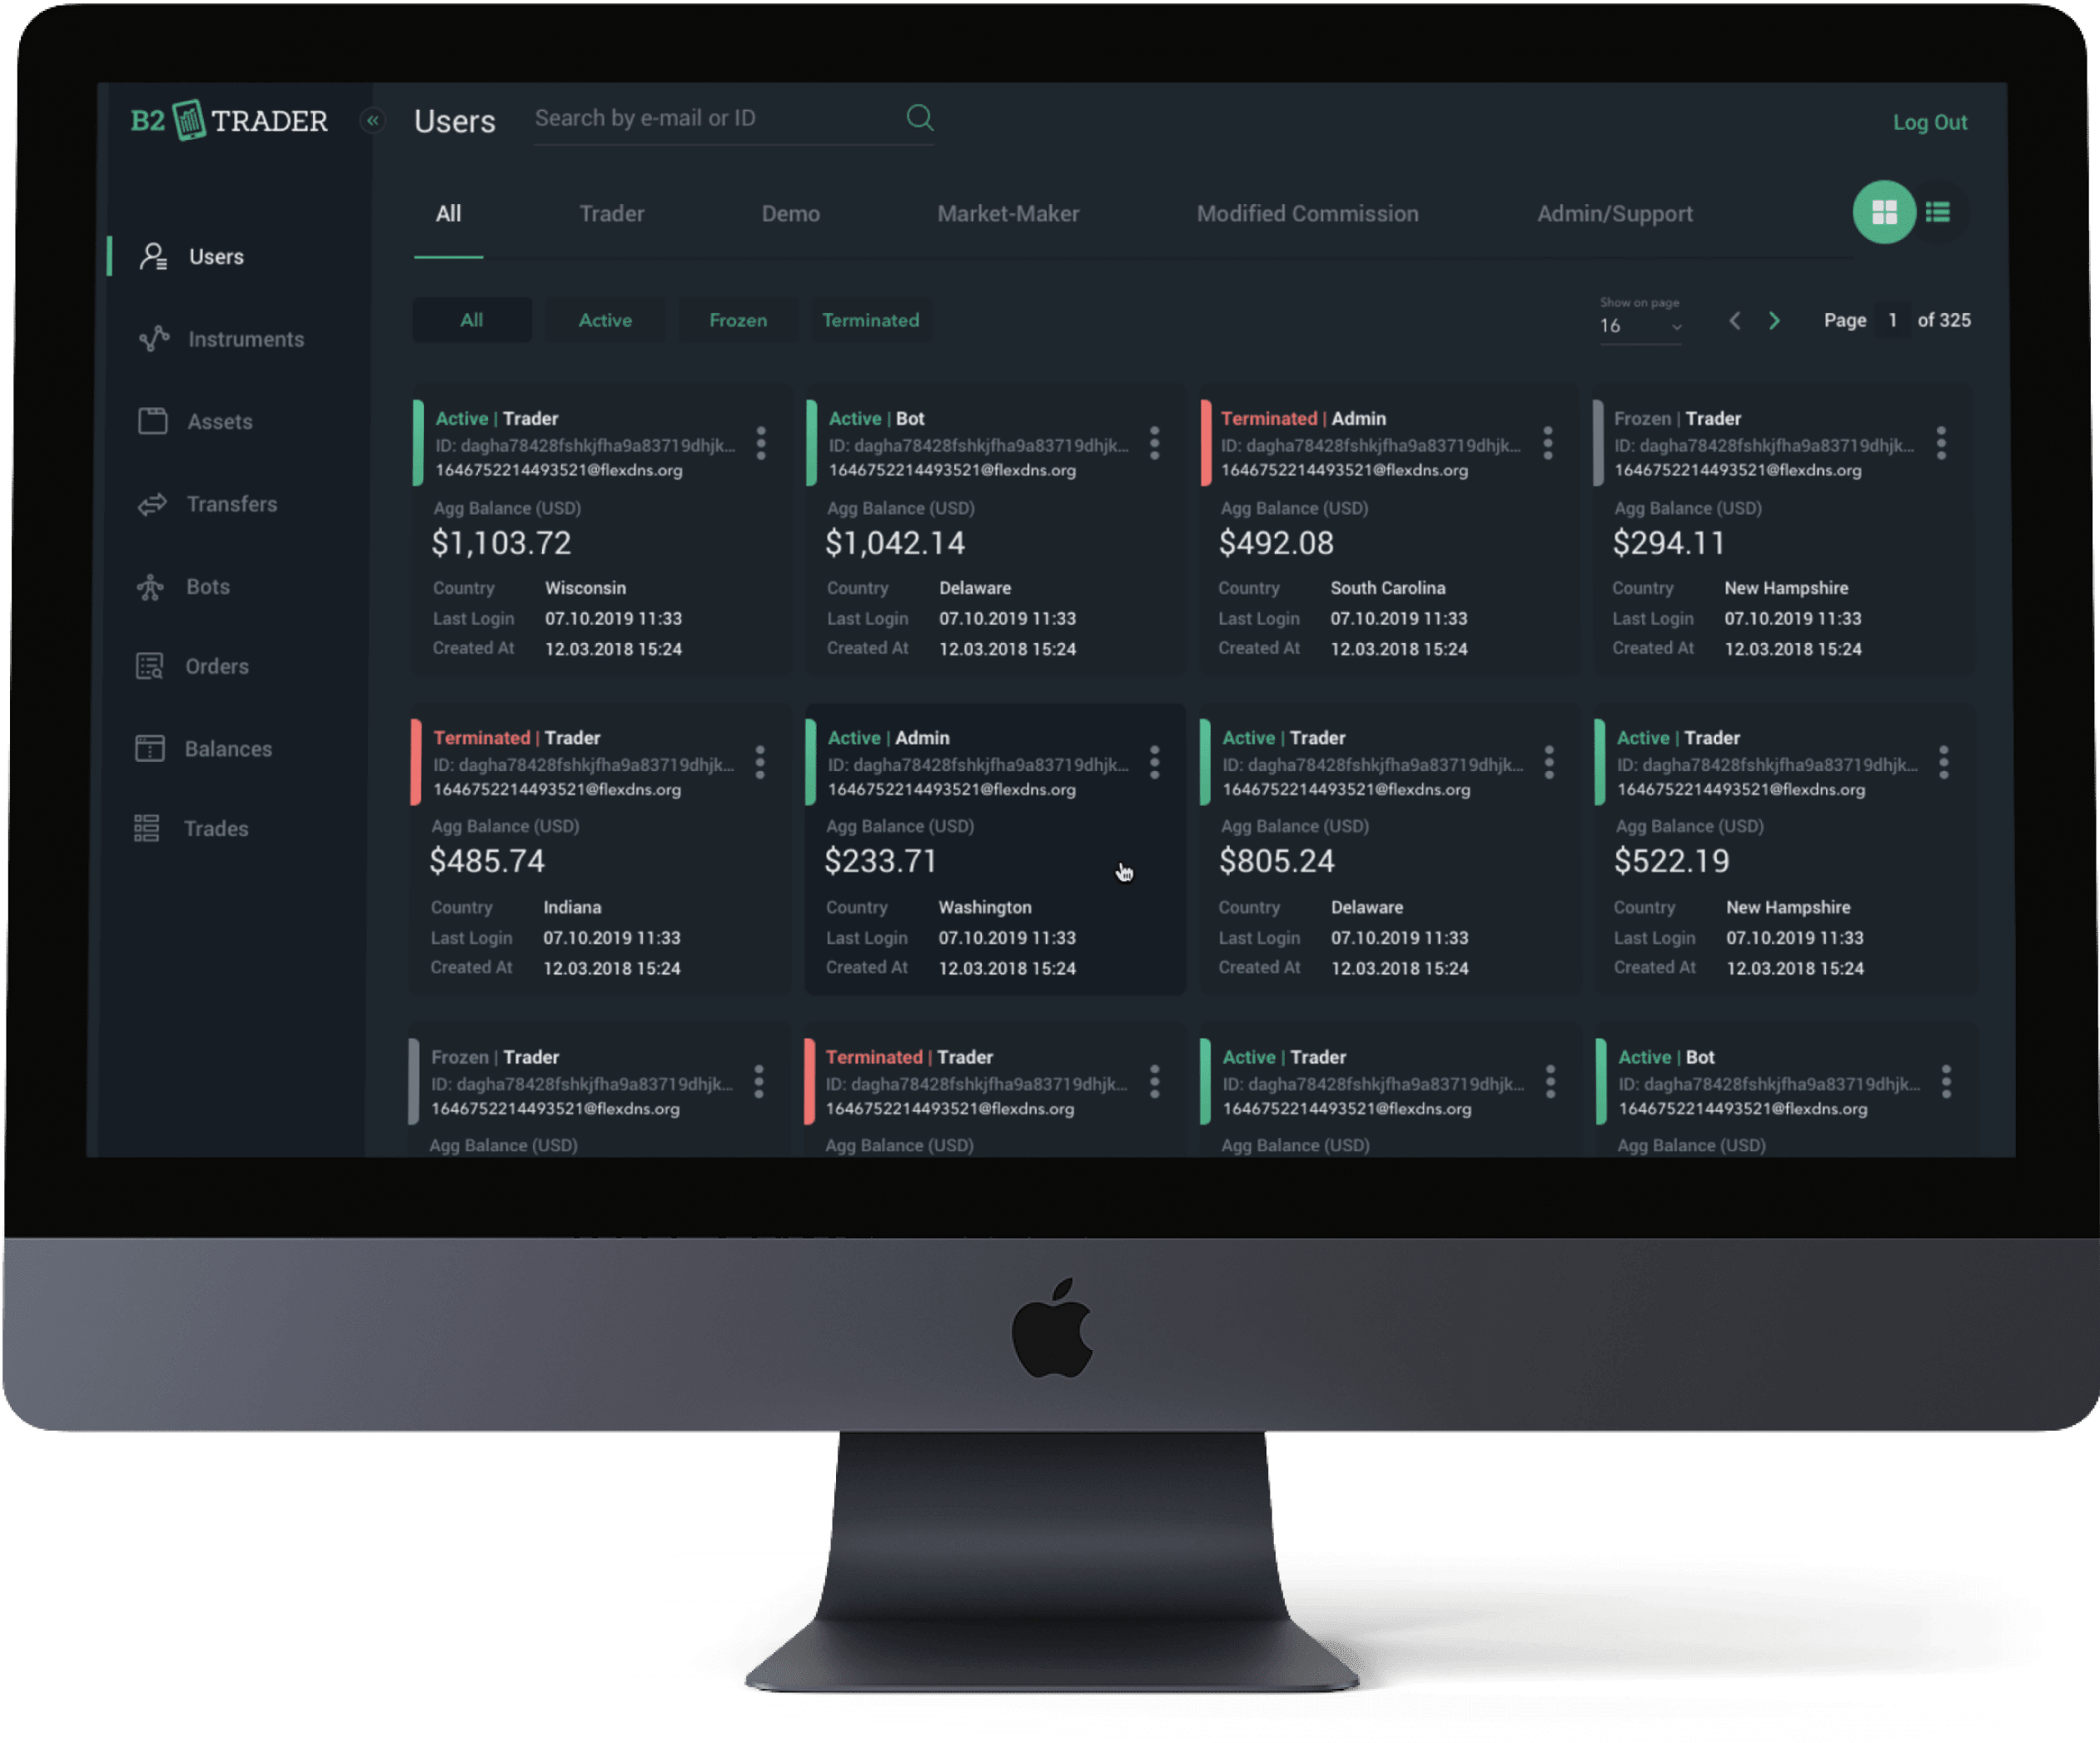 B2 TRADER
Users
Search by e-mail or ID
Log Out
All
Trader
Demo
Market-Maker
Modified Commission
Admin/Support
Users
Instruments
Assets
Transfers
Bots
Orders
Balances
Trades
All
Active
Frozen
Terminated
Show on page
16
Page 1 of 325
Active | Trader
ID: dagha78428fshkjfha9a83719dhjk...
1646752214493521@flexdns.org
Agg Balance (USD)
$1,103.72
Country Wisconsin
Last Login 07.10.2019 11:33
Created At 12.03.2018 15:24
Active | Bot
ID: dagha78428fshkjfha9a83719dhjk...
1646752214493521@flexdns.org
Agg Balance (USD)
$1,042.14
Country Delaware
Last Login 07.10.2019 11:33
Created At 12.03.2018 15:24
Terminated | Admin
ID: dagha78428fshkjfha9a83719dhjk...
1646752214493521@flexdns.org
Agg Balance (USD)
$492.08
Country South Carolina
Last Login 07.10.2019 11:33
Created At 12.03.2018 15:24
Frozen | Trader
ID: dagha78428fshkjfha9a83719dhjk...
1646752214493521@flexdns.org
Agg Balance (USD)
$294.11
Country New Hampshire
Last Login 07.10.2019 11:33
Created At 12.03.2018 15:24
Terminated | Trader
ID: dagha78428fshkjfha9a83719dhjk...
1646752214493521@flexdns.org
Agg Balance (USD)
$485.74
Country Indiana
Last Login 07.10.2019 11:33
Created At 12.03.2018 15:24
Active | Admin
ID: dagha78428fshkjfha9a83719dhjk...
1646752214493521@flexdns.org
Agg Balance (USD)
$233.71
Country Washington
Last Login 07.10.2019 11:33
Created At 12.03.2018 15:24
Active | Trader
ID: dagha78428fshkjfha9a83719dhjk...
1646752214493521@flexdns.org
Agg Balance (USD)
$805.24
Country Delaware
Last Login 07.10.2019 11:33
Created At 12.03.2018 15:24
Active | Trader
ID: dagha78428fshkjfha9a83719dhjk...
1646752214493521@flexdns.org
Agg Balance (USD)
$522.19
Country New Hampshire
Last Login 07.10.2019 11:33
Created At 12.03.2018 15:24
Frozen | Trader
ID: dagha78428fshkjfha9a83719dhjk...
1646752214493521@flexdns.org
Agg Balance (USD)
Terminated | Trader
ID: dagha78428fshkjfha9a83719dhjk...
1646752214493521@flexdns.org
Agg Balance (USD)
Active | Trader
ID: dagha78428fshkjfha9a83719dhjk...
1646752214493521@flexdns.org
Agg Balance (USD)
Active | Bot
ID: dagha78428fshkjfha9a83719dhjk...
1646752214493521@flexdns.org
Agg Balance (USD)